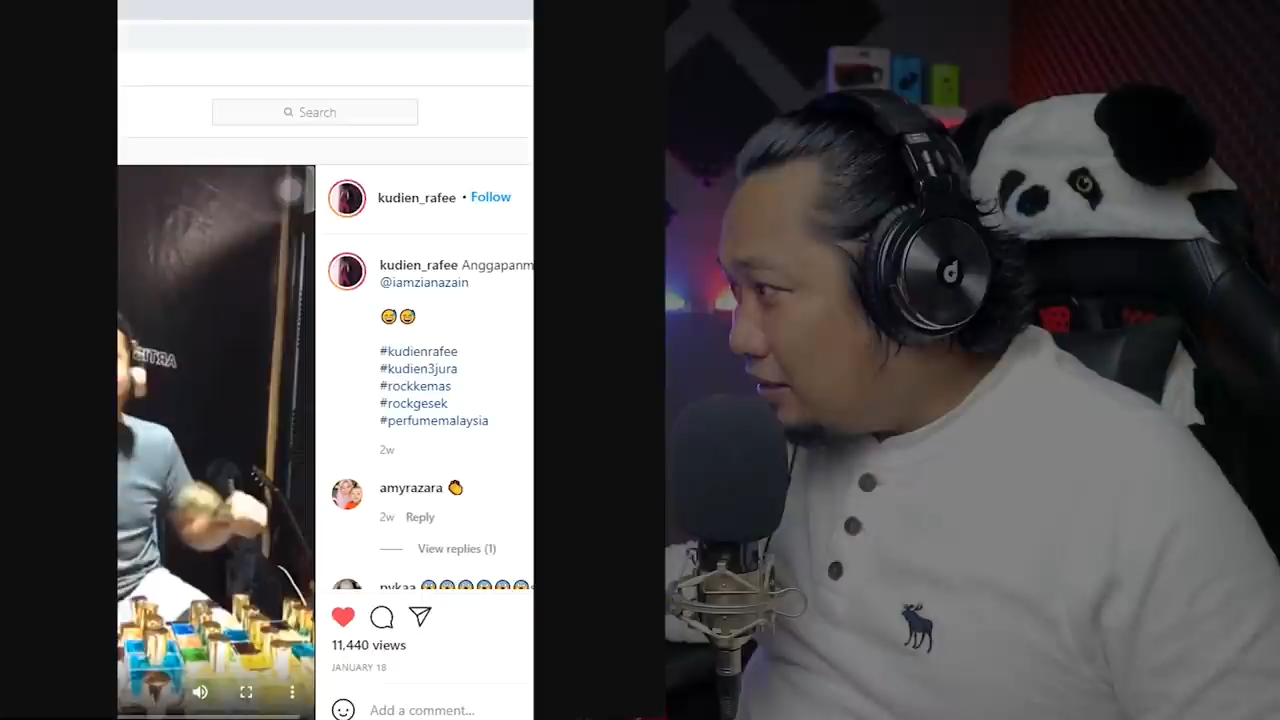 Search
kudien_rafee • Follow
kudien_rafee Anggapanm
@iamzianazain
#kudienrafee
#kudien3jura
#rockkemas
#rockgesek
#perfumemalaysia
2w
amyrazara
2w Reply
View replies (1)
pykaa
11,440 views
JANUARY 18
Add a comment...